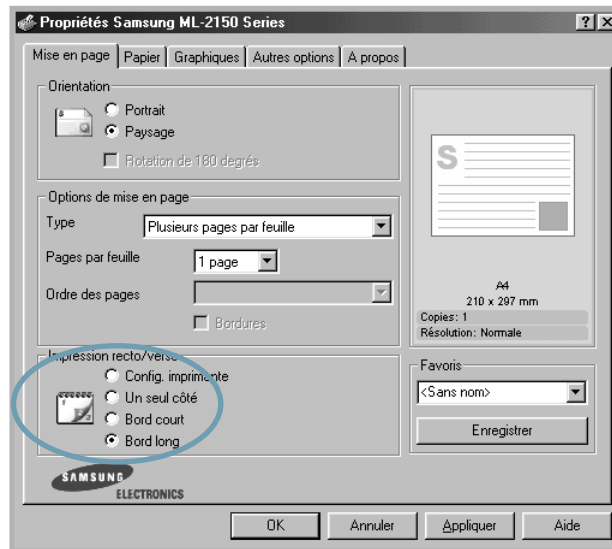 Propriétés Samsung ML-2150 Series
Mise en page Papier Graphiques Autres options A propos
Orientation
Portrait
Paysage
Rotation de 180 degrés
Options de mise en page
Type Plusieurs pages par feuille
Pages par feuille 1 page
Ordre des pages
Bordures
Impression recto/verso
Config. imprimante
Un seul côté
Bord court
Bord long
S
A4
210 x 297 mm
Copies: 1
Résolution: Normale
Favoris
<Sans nom>
Enregistrer
SAMSUNG
ELECTRONICS
OK Annuler Appliquer Aide